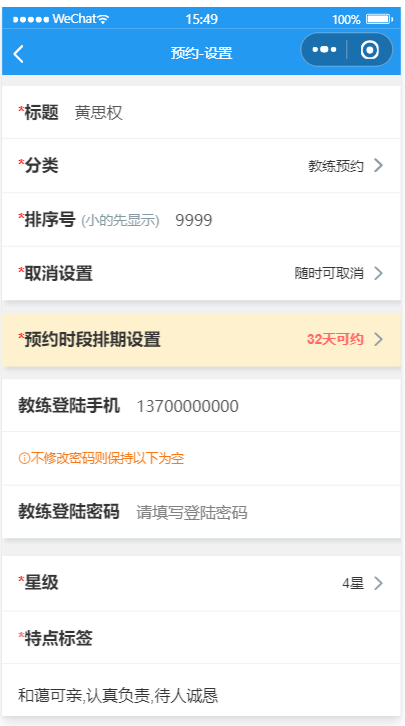 WeChat 15:49 100%
预约-设置
*标题 黄思权
*分类 教练预约
*排序号 (小的先显示) 9999
*取消设置 随时可取消
*预约时段排期设置 32天可约
教练登陆手机 13700000000
不修改密码则保持以下为空
教练登陆密码 请填写登陆密码
*星级 4星
*特点标签
和蔼可亲,认真负责,待人诚恳